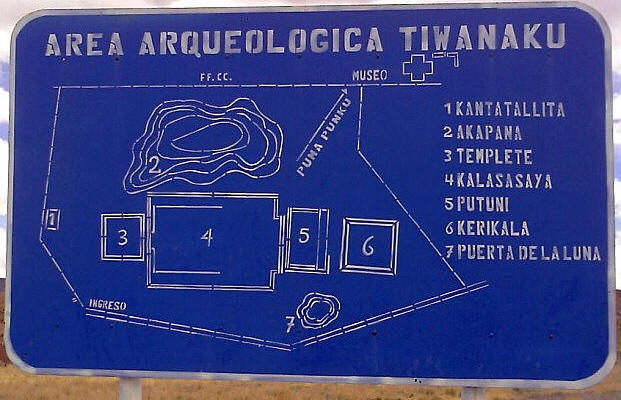 AREA ARQUEOLOGICA TIWANAKU
FF.CC.
MUSEO
PUNA PUNKU
1 KANTATALLITA
2 AKAPANA
3 TEMPLETE
4 KALASASAYA
5 PUTUNI
6 KERIKALA
7 PUERTA DE LA LUNA
2
1
3
4
5
6
7
INGRESO